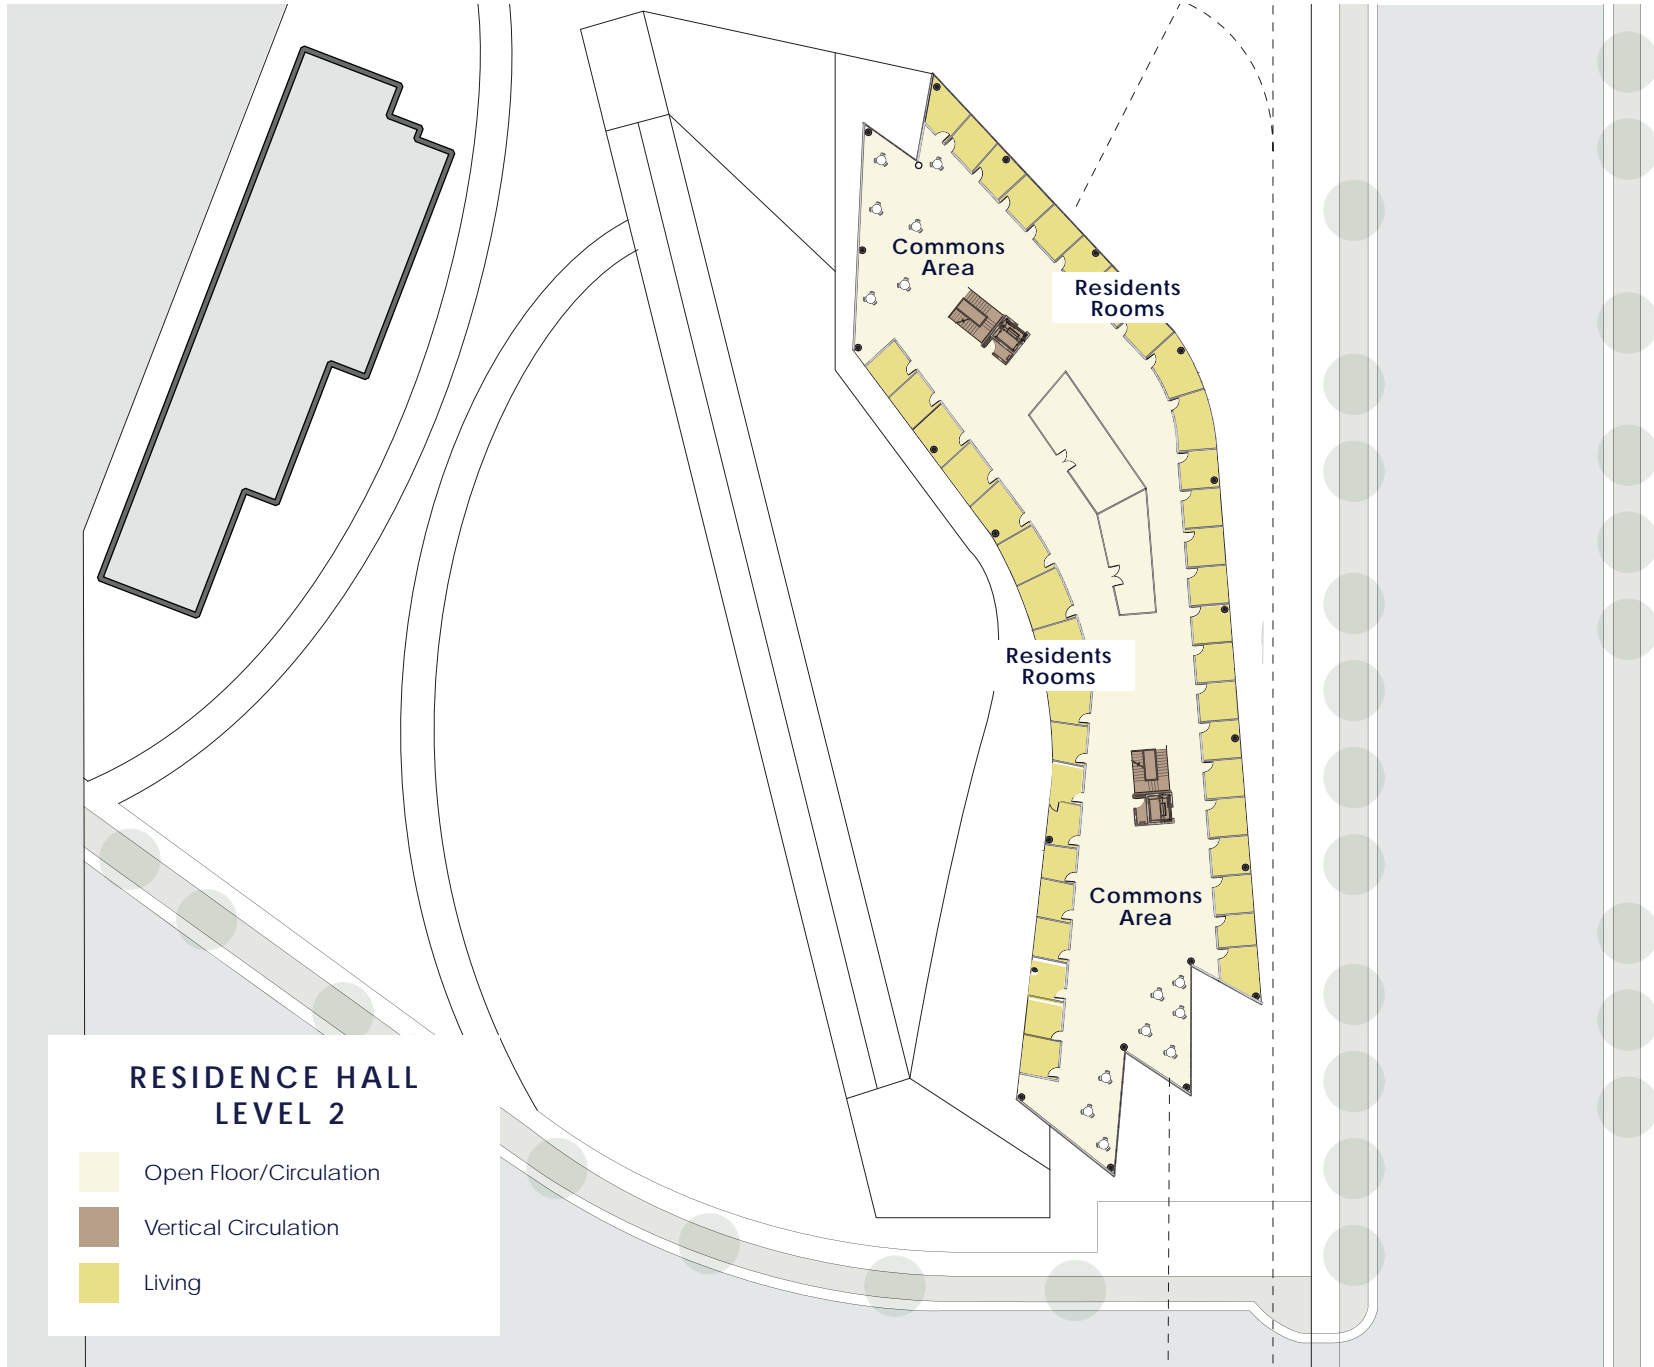 Commons
Area
Residents
Rooms
Residents
Rooms
Commons
Area
RESIDENCE HALL
LEVEL 2
Open Floor/Circulation
Vertical Circulation
Living